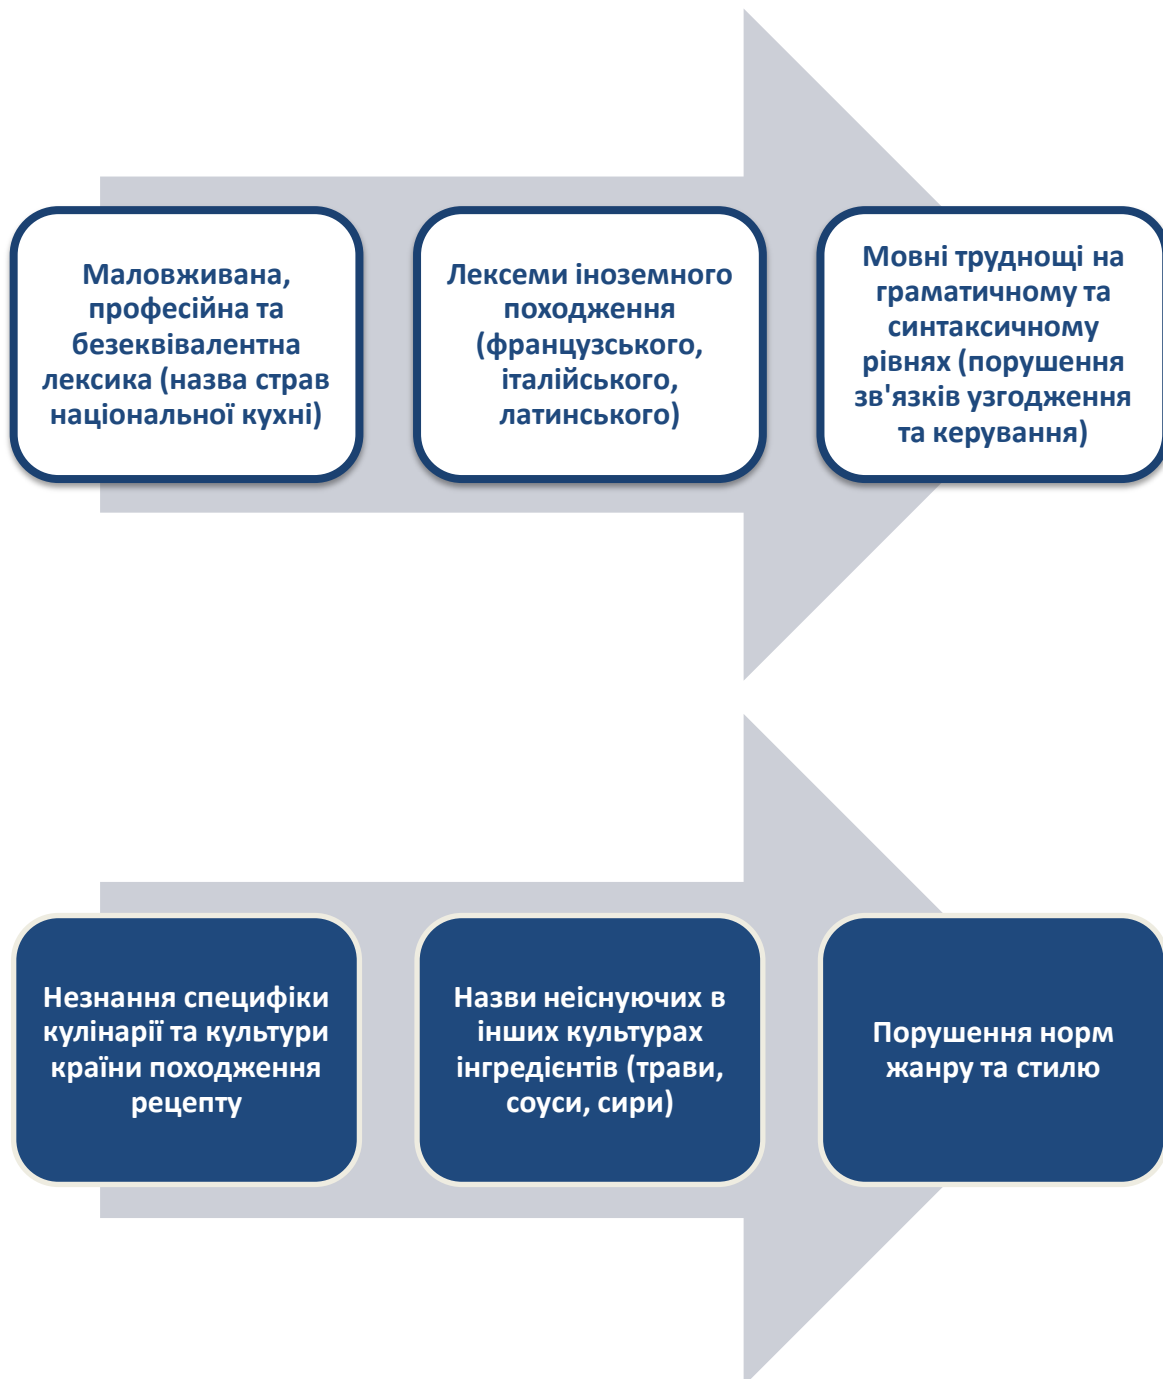 Маловживана,
професійна та
безеквівалентна
лексика (назва страв
національної кухні)
Лексеми іноземного
походження
(французського,
італійського,
латинського)
Мовні труднощі на
граматичному та
синтаксичному
рівнях (порушення
зв'язків узгодження
та керування)
Незнання специфіки
кулінарії та культури
країни походження
рецепту
Назви неіснуючих в
інших культурах
інгредієнтів (трави,
соуси, сири)
Порушення норм
жанру та стилю